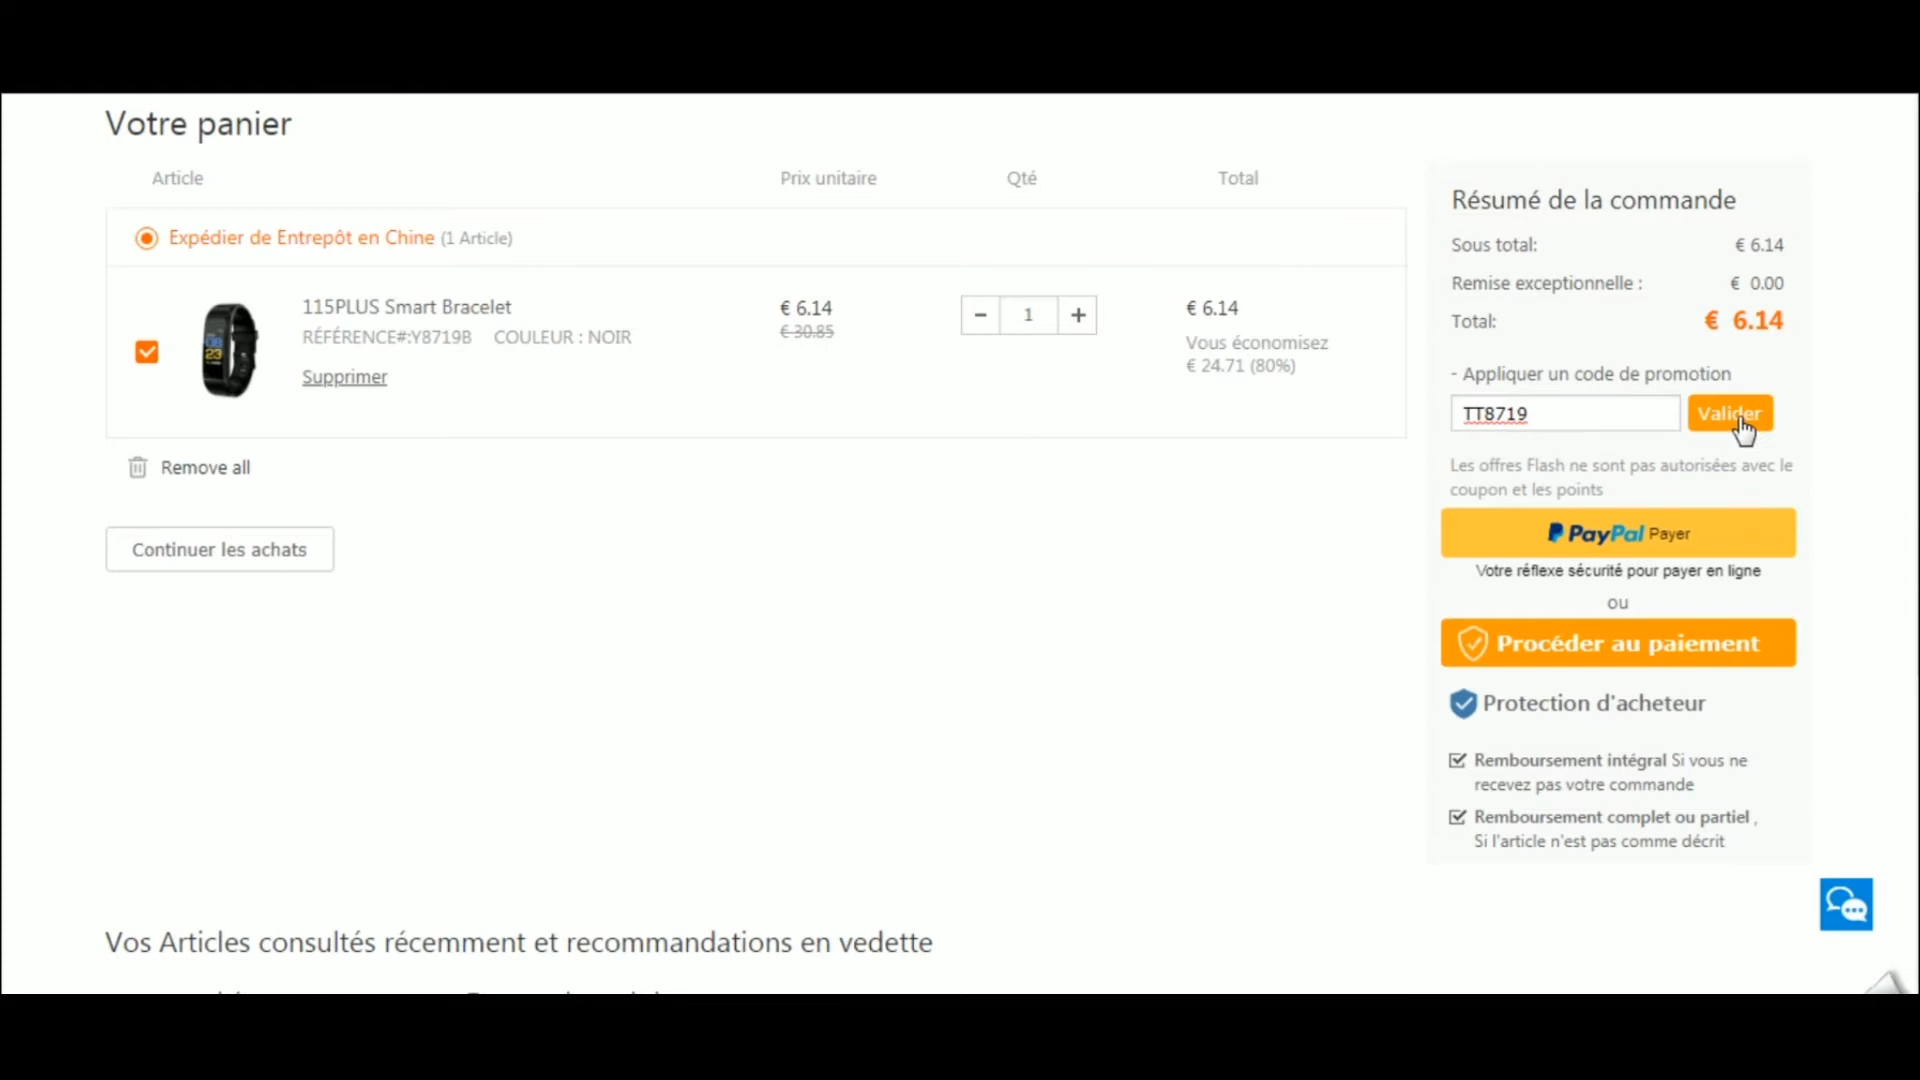 Votre panier
Article Prix unitaire Qté Total
Expédier de Entrepôt en Chine (1 Article)
115PLUS Smart Bracelet
RÉFÉRENCE#:Y8719B COULEUR : NOIR
Supprimer
€ 6.14
€ 30.85
− 1 +
€ 6.14
Vous économisez
€ 24.71 (80%)
Remove all
Continuer les achats
Résumé de la commande
Sous total: € 6.14
Remise exceptionnelle : € 0.00
Total: € 6.14
- Appliquer un code de promotion
TT8719 Valider
Les offres Flash ne sont pas autorisées avec le
coupon et les points
PayPal Payer
Votre réflexe sécurité pour payer en ligne
ou
Procéder au paiement
Protection d'acheteur
Remboursement intégral Si vous ne
recevez pas votre commande
Remboursement complet ou partiel ,
Si l'article n'est pas comme décrit
Vos Articles consultés récemment et recommandations en vedette